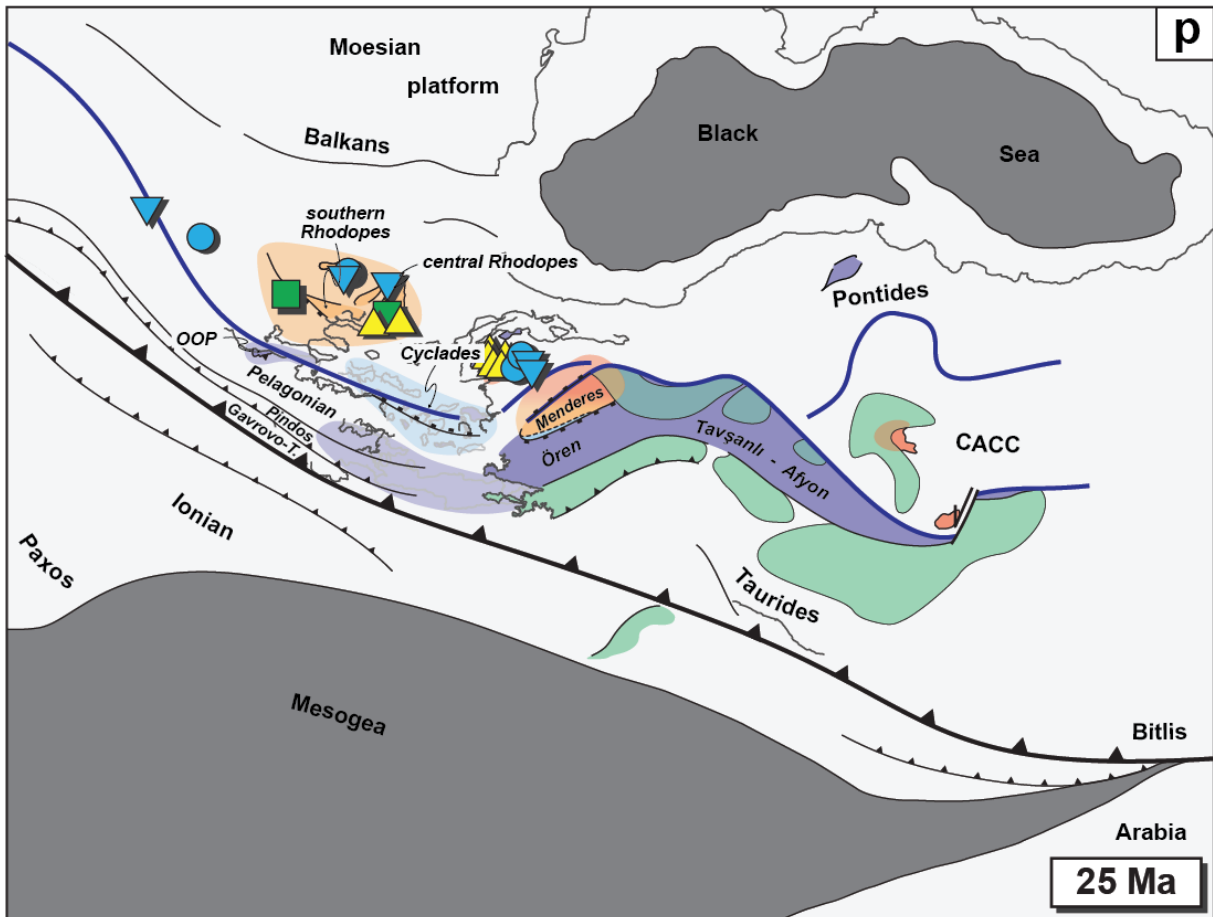 p
Moesian
platform
Balkans
Black
Sea
southern
Rhodopes
central Rhodopes
Pontides
OOP
Cyclades
Pelagonian
Pindos
Gavrovo-T.
Menderes
Ören
Tavşanlı - Afyon
CACC
Ionian
Paxos
Taurides
Mesogea
Bitlis
Arabia
25 Ma